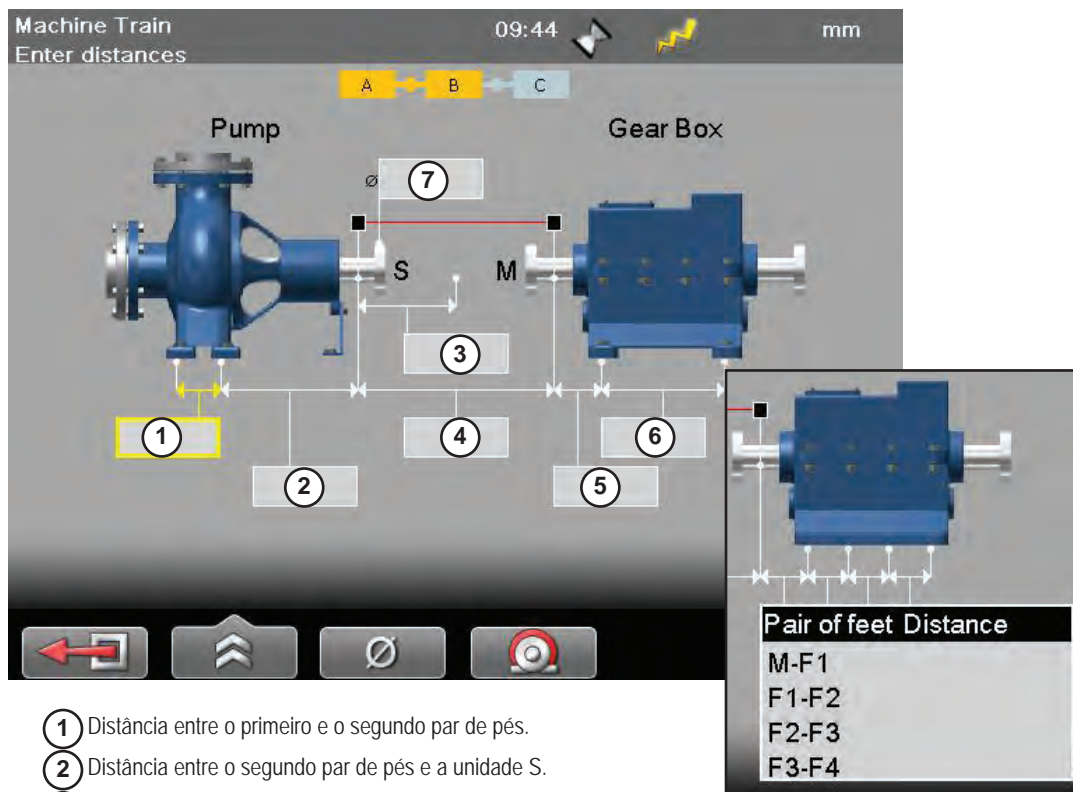 Machine Train
09:44
mm
Enter distances
A B C
Pump
Gear Box
Ø 7
S
M
3
1
4
6
2
5
Ø
Pair of feet Distance
M-F1
F1-F2
F2-F3
F3-F4
1 Distância entre o primeiro e o segundo par de pés.
2 Distância entre o segundo par de pés e a unidade S.